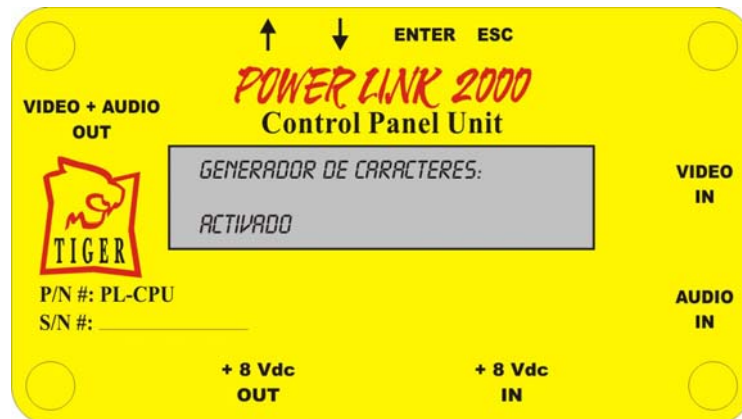 ENTER ESC
POWER LINK 2000
Control Panel Unit
VIDEO + AUDIO
OUT
GENERADOR DE CARACTERES:
ACTIVADO
VIDEO
IN
TIGER
P/N #: PL-CPU
S/N #:
AUDIO
IN
+ 8 Vdc
OUT
+ 8 Vdc
IN